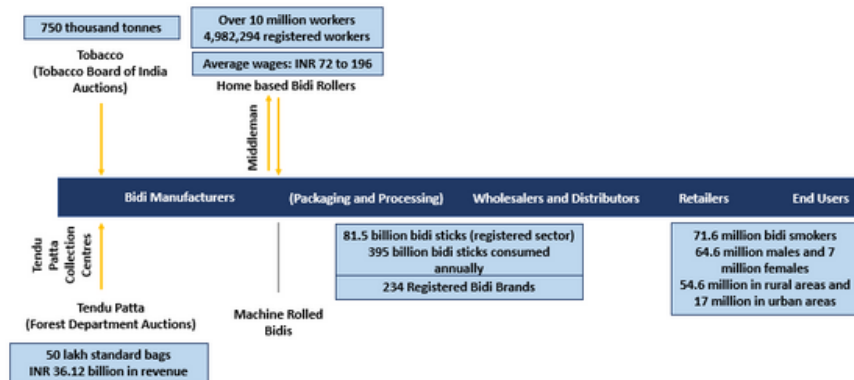 750 thousand tonnes
Tobacco
(Tobacco Board of India
Auctions)
Over 10 million workers
4,982,294 registered workers
Average wages: INR 72 to 196
Home based Bidi Rollers
Middleman
Bidi Manufacturers
(Packaging and Processing)
Wholesalers and Distributors
Retailers
End Users
Tendu
Patta
Collection
Centres
Tendu Patta
(Forest Department Auctions)
50 lakh standard bags
INR 36.12 billion in revenue
Machine Rolled
Bidis
81.5 billion bidi sticks (registered sector)
395 billion bidi sticks consumed
annually
234 Registered Bidi Brands
71.6 million bidi smokers
64.6 million males and 7
million females
54.6 million in rural areas and
17 million in urban areas